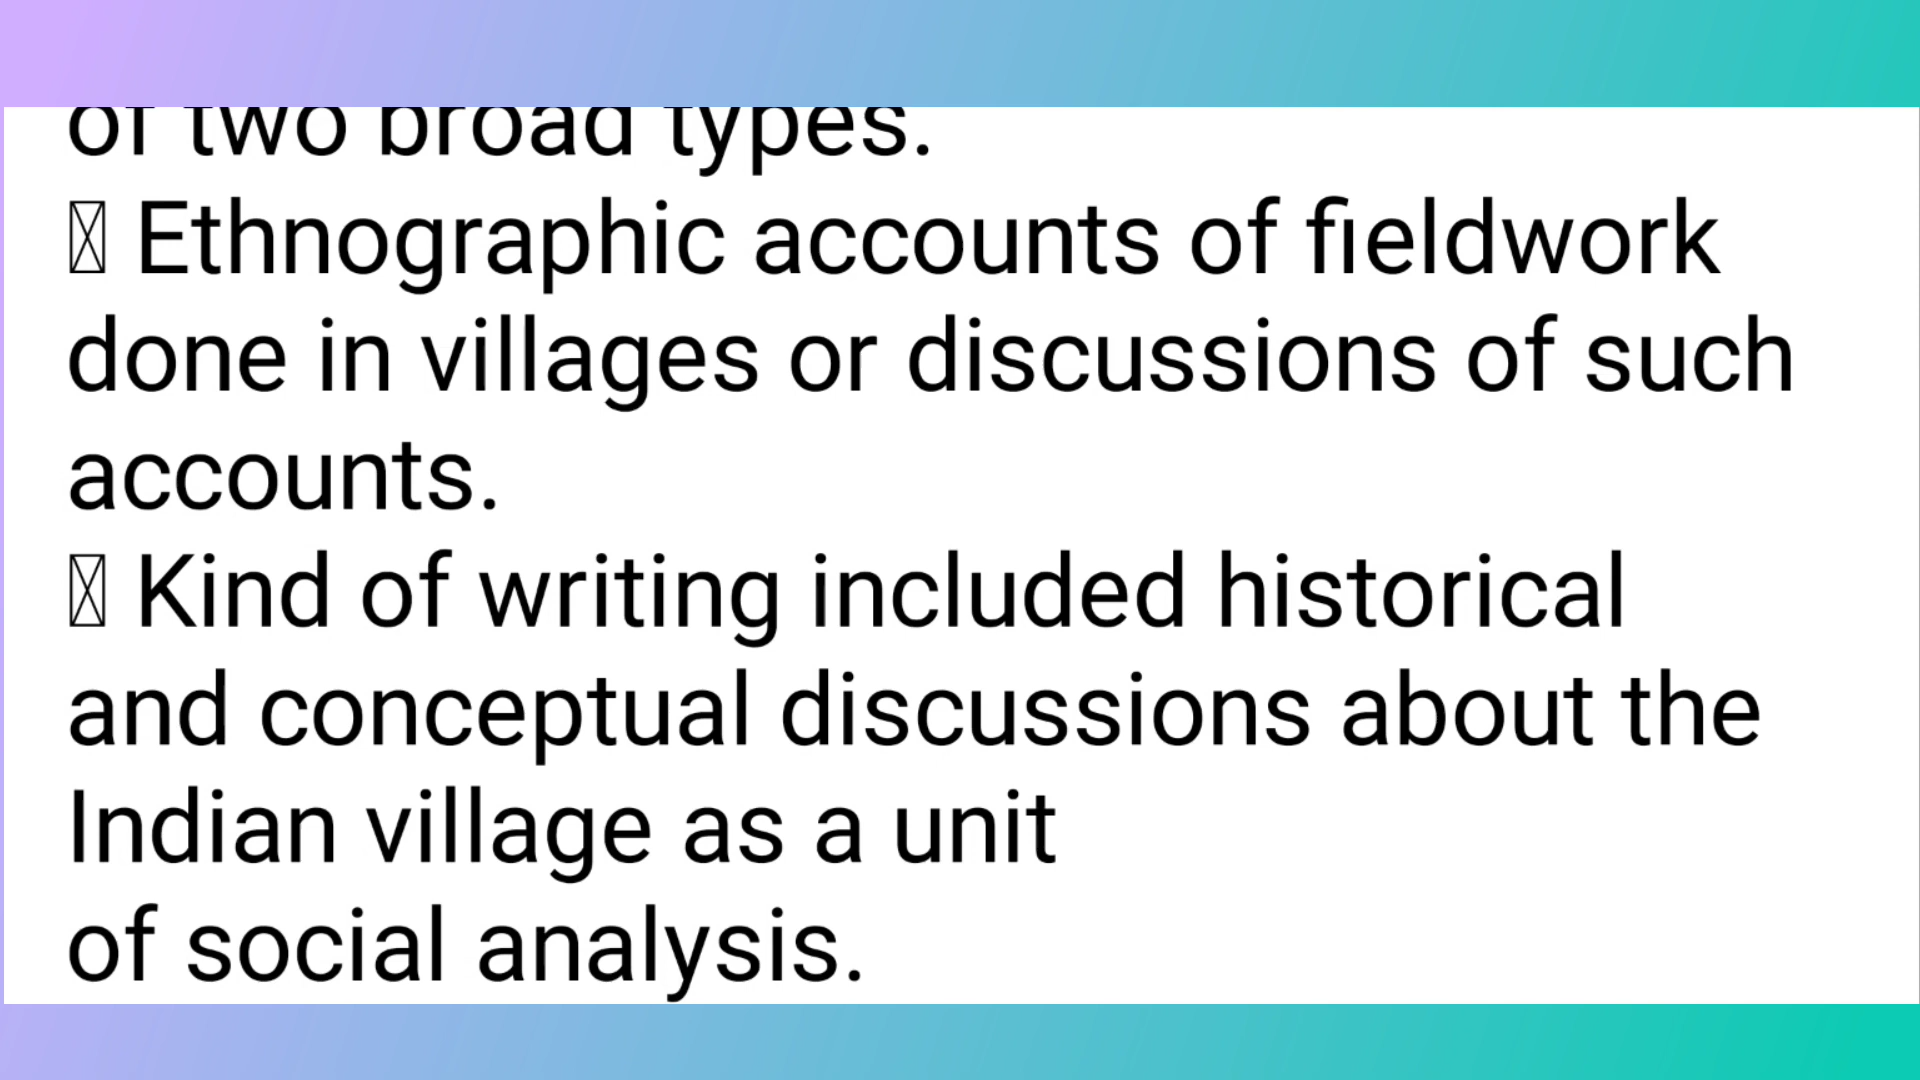 of two broad types.
Ethnographic accounts of fieldwork
done in villages or discussions of such
accounts.
Kind of writing included historical
and conceptual discussions about the
Indian village as a unit
of social analysis.